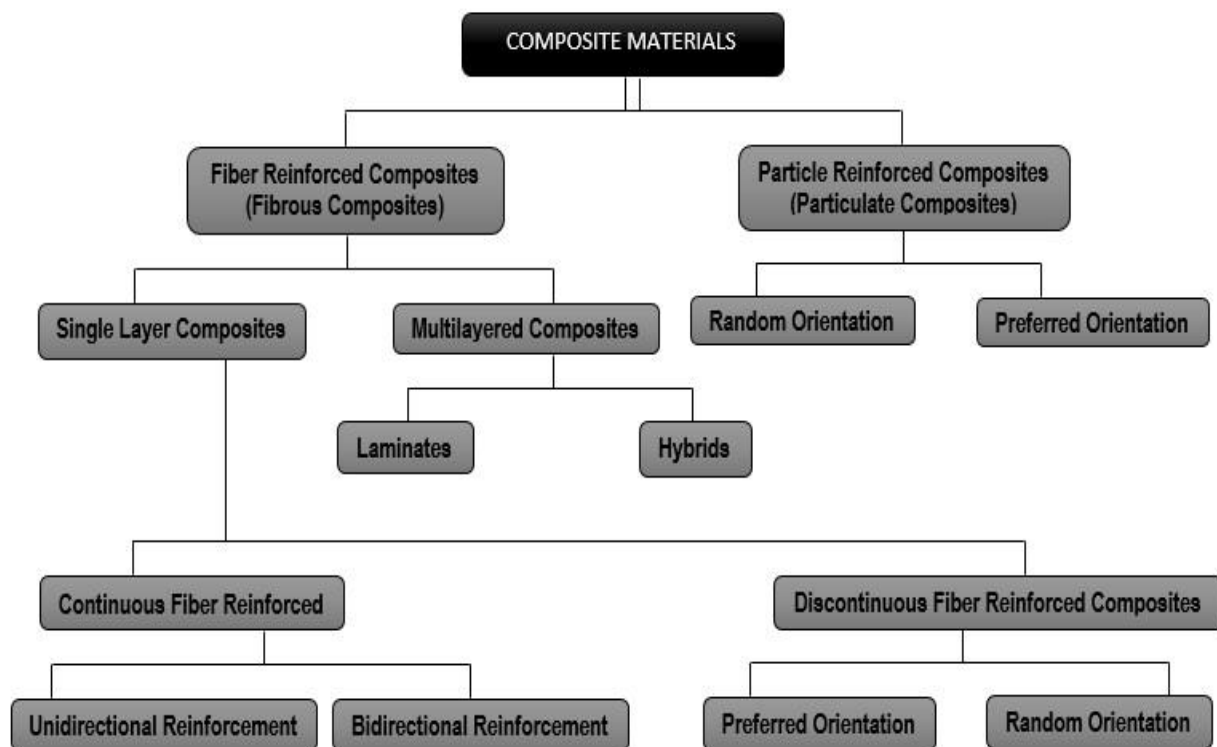 COMPOSITE MATERIALS
Fiber Reinforced Composites
(Fibrous Composites)
Particle Reinforced Composites
(Particulate Composites)
Single Layer Composites
Multilayered Composites
Random Orientation
Preferred Orientation
Laminates
Hybrids
Continuous Fiber Reinforced
Discontinuous Fiber Reinforced Composites
Unidirectional Reinforcement
Bidirectional Reinforcement
Preferred Orientation
Random Orientation